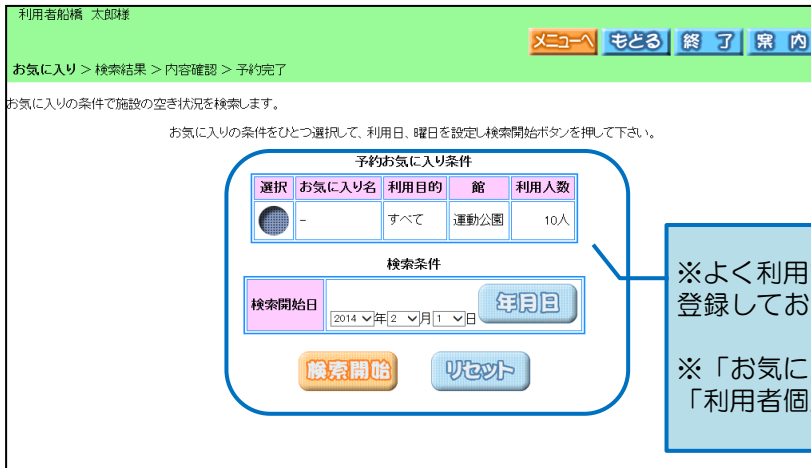 利用者船橋 太郎様
メニューへ もどる 終了 案内
お気に入り > 検索結果 > 内容確認 > 予約完了
お気に入りの条件で施設の空き状況を検索します。
お気に入りの条件をひとつ選択して、利用日、曜日を設定し検索開始ボタンを押して下さい。
予約お気に入り条件
選択 お気に入り名 利用目的 館 利用人数
- すべて 運動公園 10人
検索条件
検索開始日 2014 年 2 月 1 日 年月日
検索開始 リセット
※よく利用
登録してお
※「お気に
「利用者個